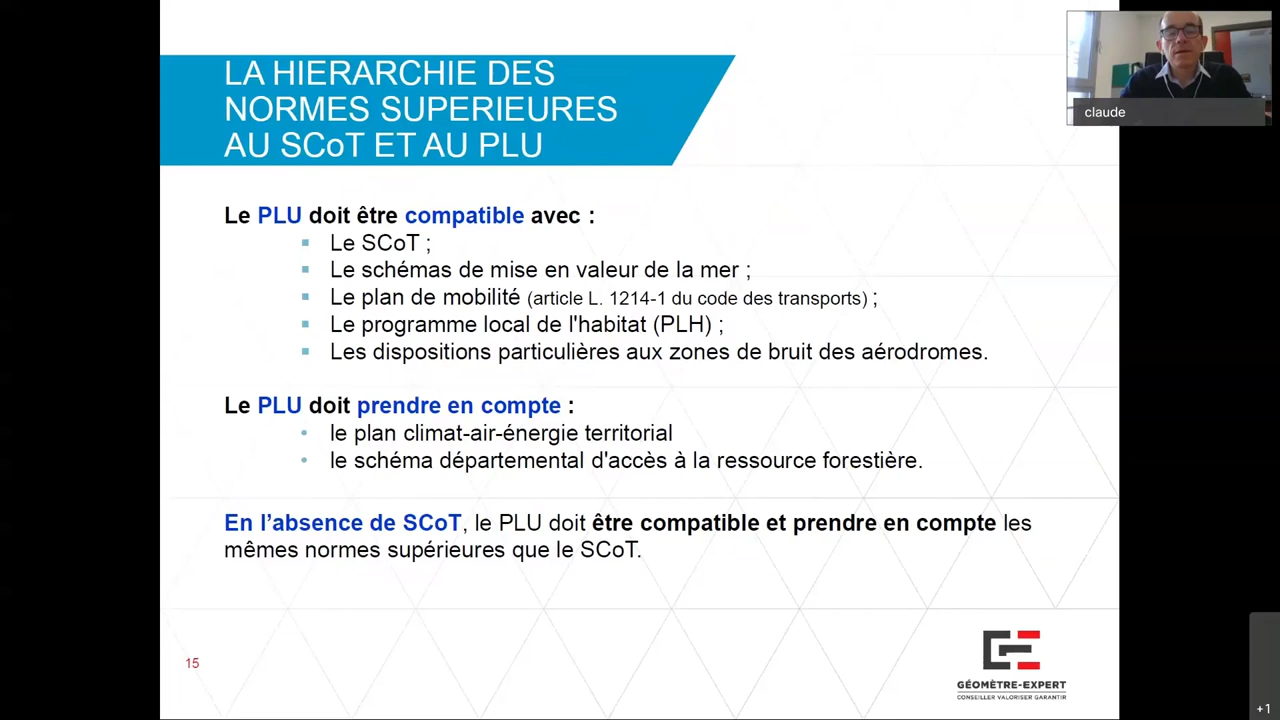 LA HIERARCHIE DES
NORMES SUPERIEURES
AU SCoT ET AU PLU
claude
Le PLU doit être compatible avec :
Le SCoT ;
Le schémas de mise en valeur de la mer ;
Le plan de mobilité (article L. 1214-1 du code des transports) ;
Le programme local de l'habitat (PLH) ;
Les dispositions particulières aux zones de bruit des aérodromes.
Le PLU doit prendre en compte :
le plan climat-air-énergie territorial
le schéma départemental d'accès à la ressource forestière.
En l’absence de SCoT, le PLU doit être compatible et prendre en compte les
mêmes normes supérieures que le SCoT.
15
GÉOMÈTRE-EXPERT
CONSEILLER VALORISER GARANTIR
+1